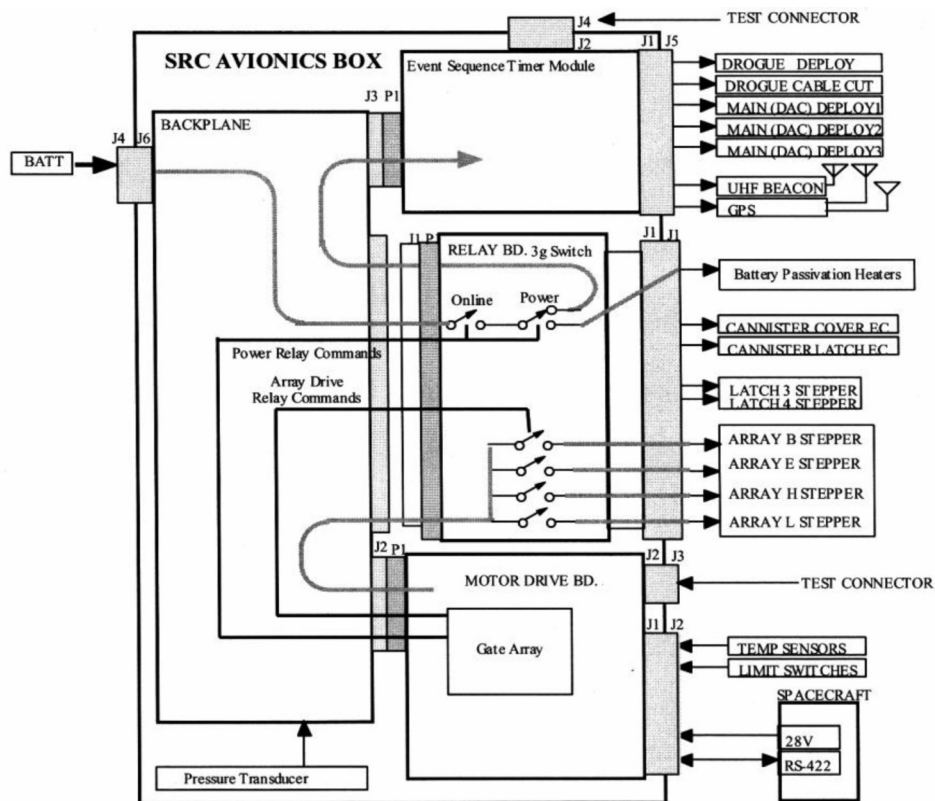 J4
TEST CONNECTOR
SRC AVIONICS BOX
J2
J1 J5
Event Sequence Timer Module
DROGUE DEPLOY
DROGUE CABLE CUT
MAIN (DAC) DEPLOY1
MAIN (DAC) DEPLOY2
MAIN (DAC) DEPLOY3
UHF BEACON
GPS
J3 P1
BACKPLANE
J4 J6
BATT
J1 P
RELAY BD. 3g Switch
J1 J1
Battery Passivation Heaters
Online
Power
CANNISTER COVER EC
CANNISTER LATCH EC
Power Relay Commands
Array Drive
Relay Commands
LATCH 3 STEPPER
LATCH 4 STEPPER
ARRAY B STEPPER
ARRAY E STEPPER
ARRAY H STEPPER
ARRAY L STEPPER
J2 P1
MOTOR DRIVE BD.
J2 J3
TEST CONNECTOR
Gate Array
J1 J2
TEMP SENSORS
LIMIT SWITCHES
SPACECRAFT
28V
RS-422
Pressure Transducer